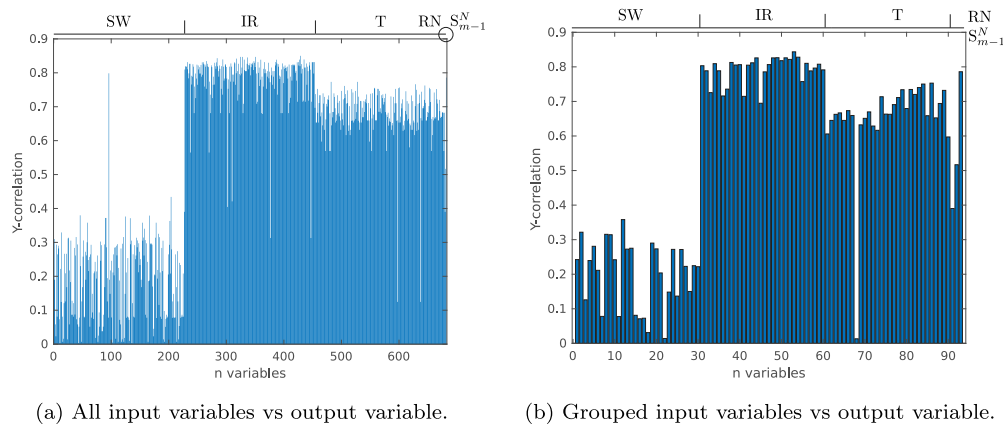 SW IR T RN S^N_{m-1}
0.9
0.8
0.7
0.6
0.5
0.4
0.3
0.2
0.1
0
Y-correlation
0 100 200 300 400 500 600
n variables
(a) All input variables vs output variable.
SW IR T RN
S^N_{m-1}
0.9
0.8
0.7
0.6
0.5
0.4
0.3
0.2
0.1
0
Y-correlation
0 10 20 30 40 50 60 70 80 90
n variables
(b) Grouped input variables vs output variable.